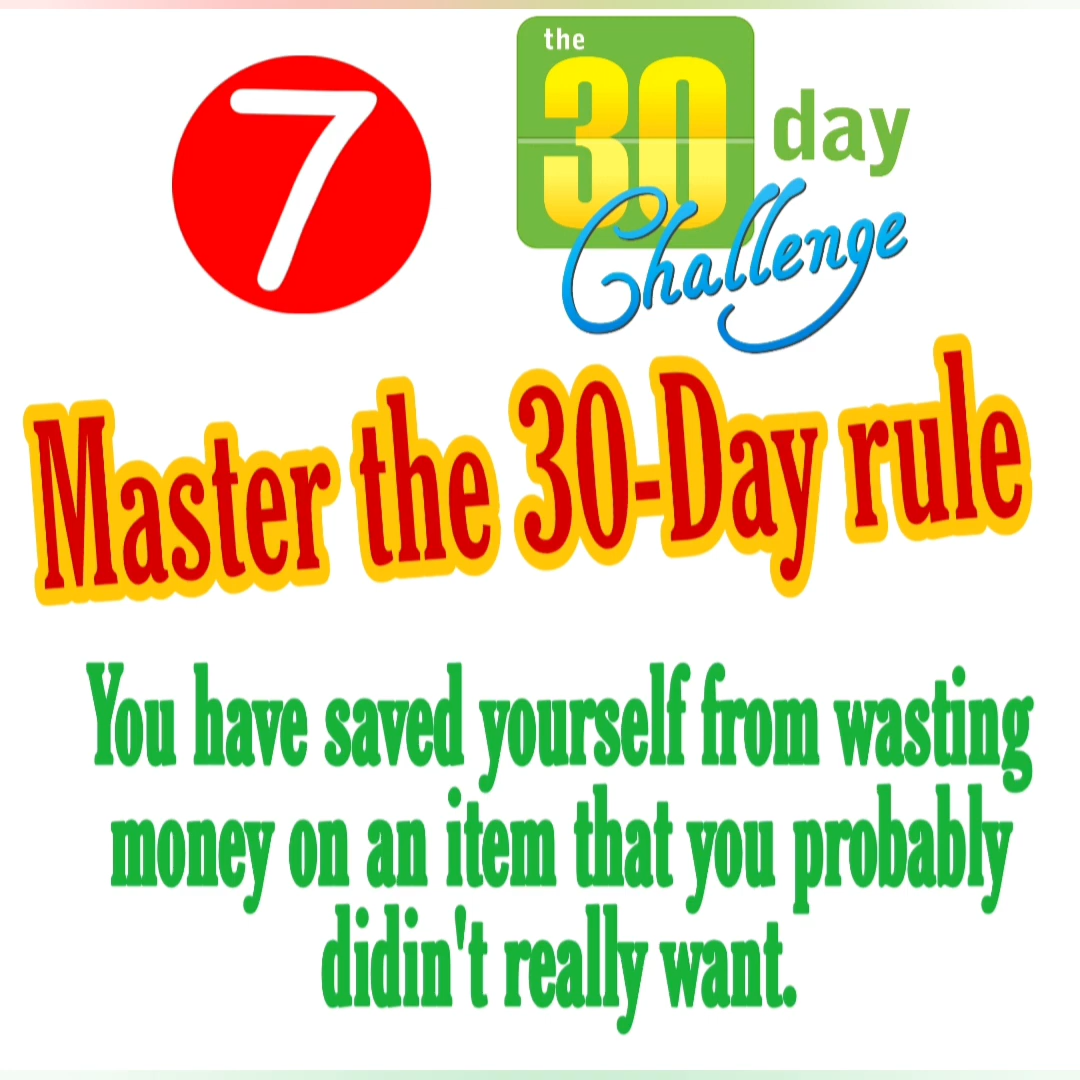 7
the
30 day
Challenge
Master the 30-Day rule
You have saved yourself from wasting
money on an item that you probably
didin't really want.